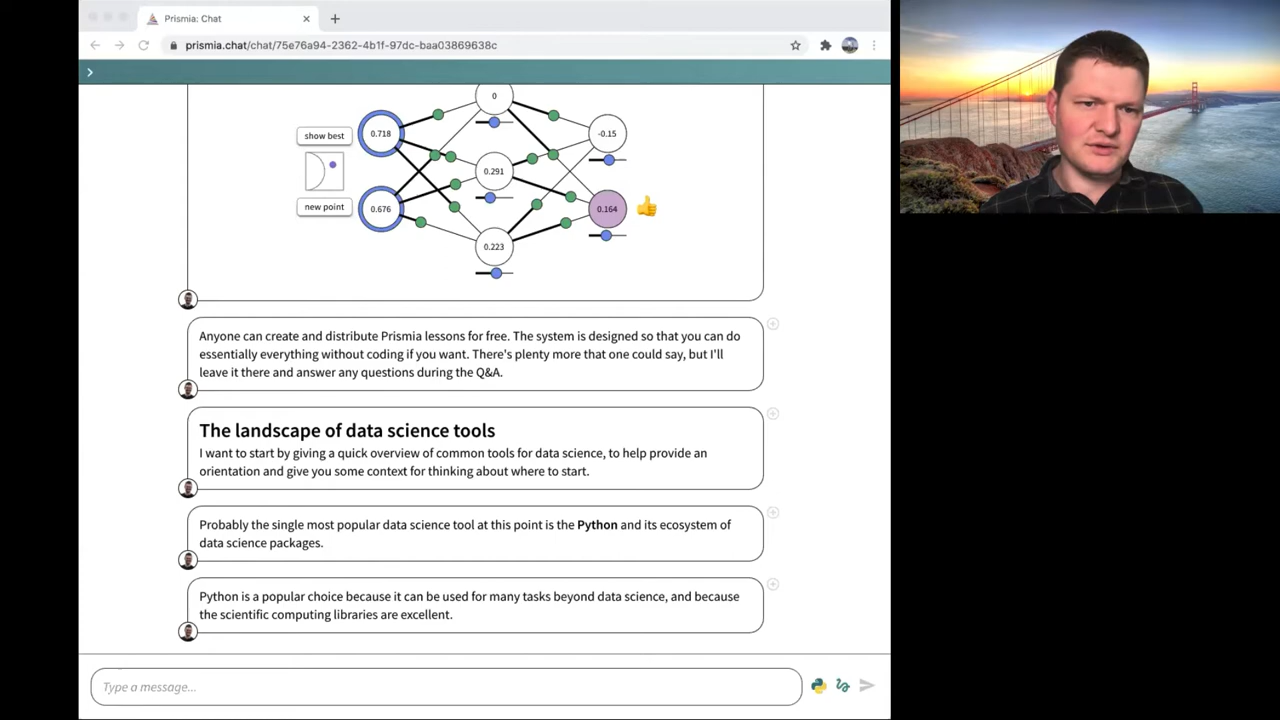 Prismia: Chat
prismia.chat/chat/75e76a94-2362-4b1f-97dc-baa03869638c
0
show best
0.718
-0.15
0.291
new point
0.676
0.164
0.223
Anyone can create and distribute Prismia lessons for free. The system is designed so that you can do
essentially everything without coding if you want. There's plenty more that one could say, but I'll
leave it there and answer any questions during the Q&A.
The landscape of data science tools
I want to start by giving a quick overview of common tools for data science, to help provide an
orientation and give you some context for thinking about where to start.
Probably the single most popular data science tool at this point is the Python and its ecosystem of
data science packages.
Python is a popular choice because it can be used for many tasks beyond data science, and because
the scientific computing libraries are excellent.
Type a message...